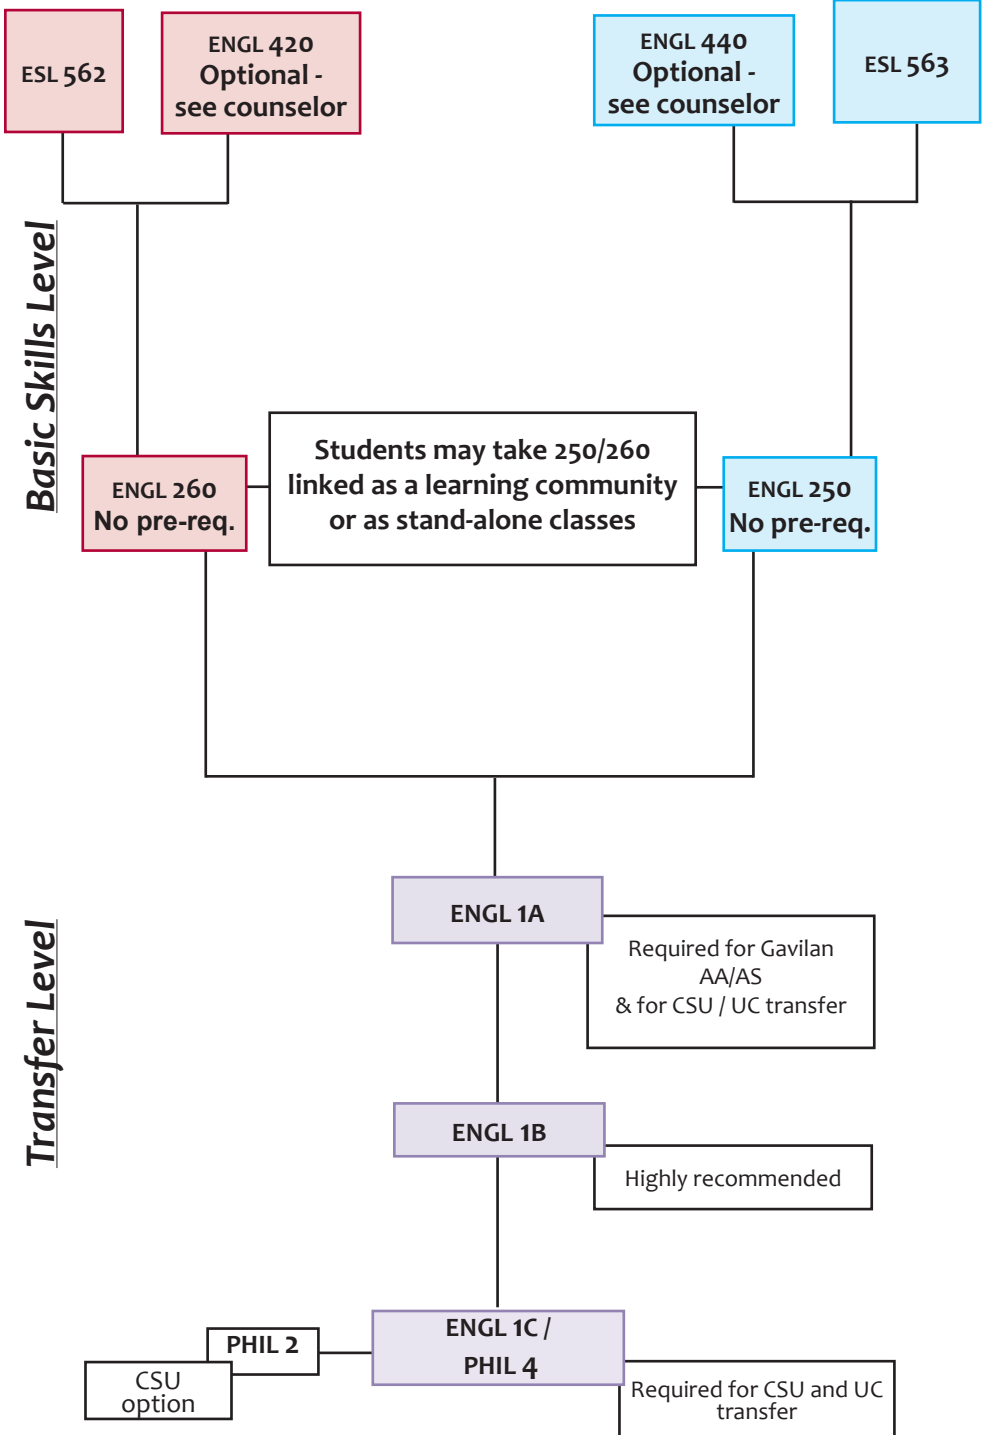 ESL 562
ENGL 420
Optional -
see counselor
ENGL 440
Optional -
see counselor
ESL 563
Basic Skills Level
ENGL 260
No pre-req.
Students may take 250/260
linked as a learning community
or as stand-alone classes
ENGL 250
No pre-req.
Transfer Level
ENGL 1A
Required for Gavilan
AA/AS
& for CSU / UC transfer
ENGL 1B
Highly recommended
ENGL 1C /
PHIL 4
PHIL 2
CSU
option
Required for CSU and UC
transfer